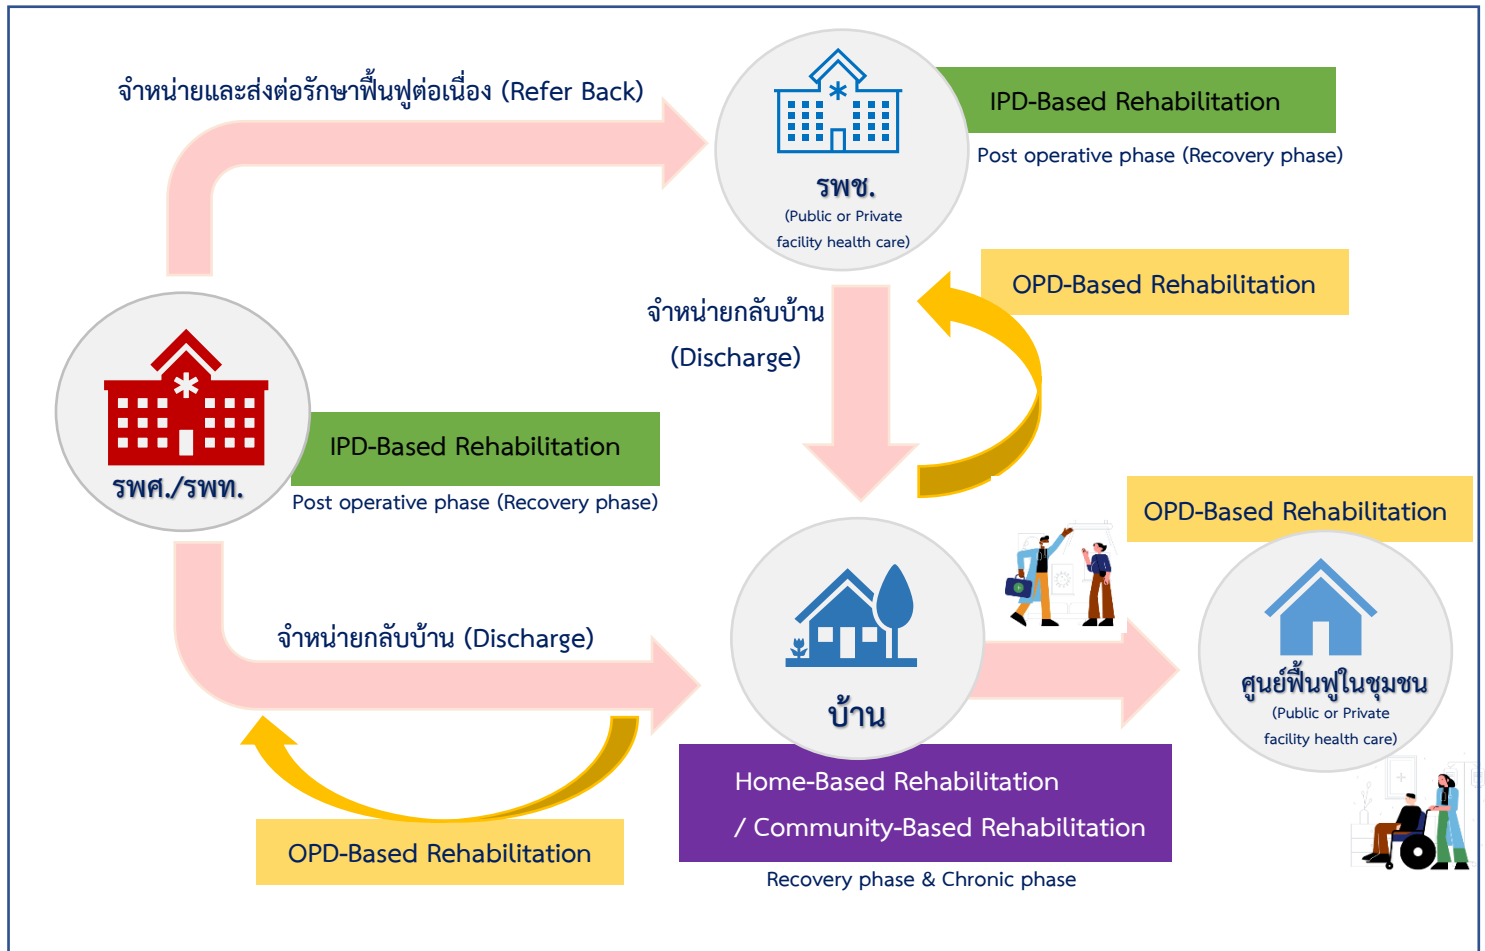 จำหน่ายและส่งต่อรักษาฟื้นฟูต่อเนื่อง (Refer Back)
IPD-Based Rehabilitation
Post operative phase (Recovery phase)
รพช.
(Public or Private
facility health care)
OPD-Based Rehabilitation
จำหน่ายกลับบ้าน
(Discharge)
IPD-Based Rehabilitation
รพศ./รพท.
Post operative phase (Recovery phase)
OPD-Based Rehabilitation
จำหน่ายกลับบ้าน (Discharge)
บ้าน
ศูนย์ฟื้นฟูในชุมชน
(Public or Private
facility health care)
Home-Based Rehabilitation
/ Community-Based Rehabilitation
OPD-Based Rehabilitation
Recovery phase & Chronic phase